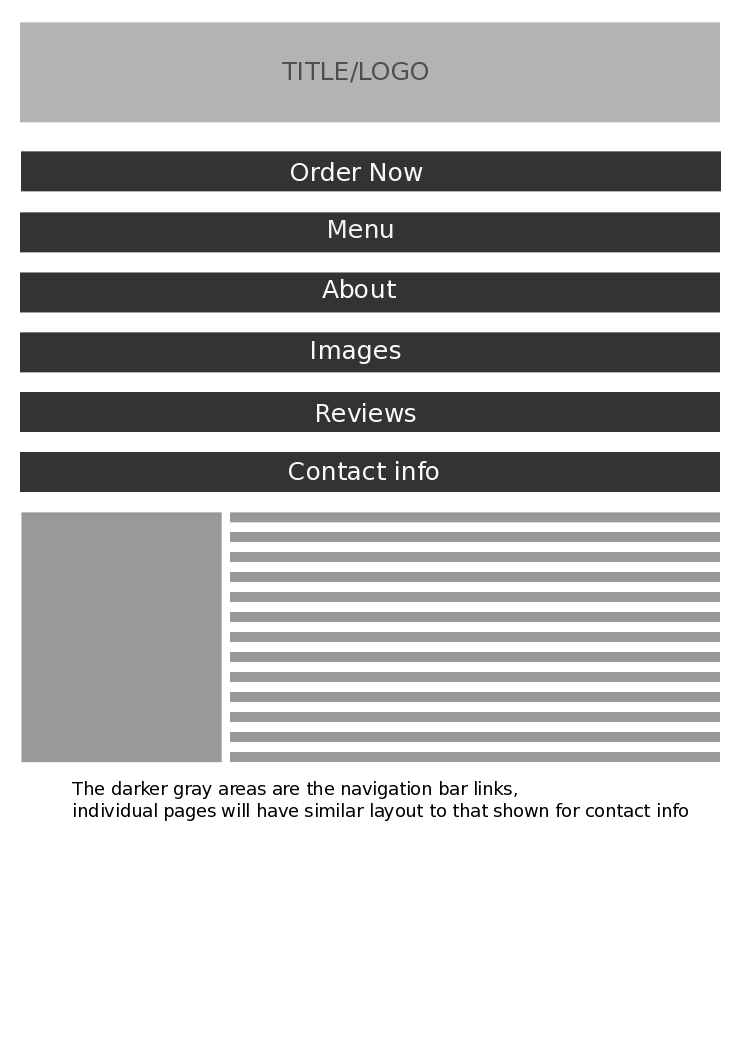 TITLE/LOGO
Order Now
Menu
About
Images
Reviews
Contact info
The darker gray areas are the navigation bar links,
individual pages will have similar layout to that shown for contact info